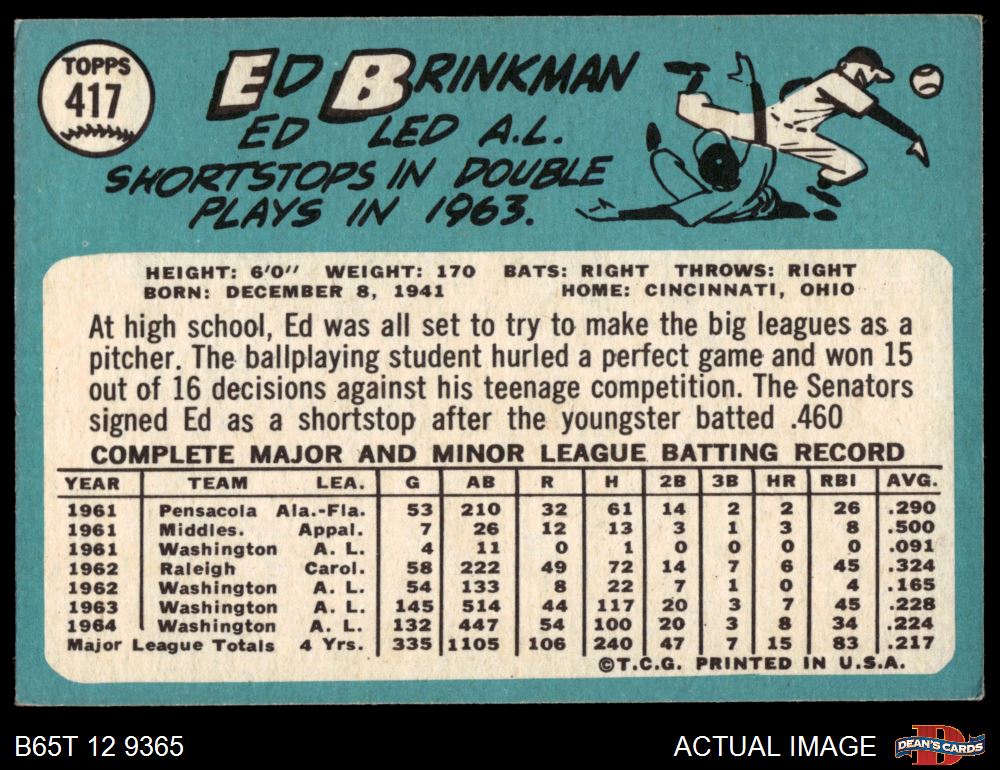 TOPPS
417
ED BRINKMAN
ED LED A.L.
SHORTSTOPS IN DOUBLE
PLAYS IN 1963.
HEIGHT: 6'0" WEIGHT: 170 BATS: RIGHT THROWS: RIGHT
BORN: DECEMBER 8, 1941 HOME: CINCINNATI, OHIO
At high school, Ed was all set to try to make the big leagues as a
pitcher. The ballplaying student hurled a perfect game and won 15
out of 16 decisions against his teenage competition. The Senators
signed Ed as a shortstop after the youngster batted .460
COMPLETE MAJOR AND MINOR LEAGUE BATTING RECORD
YEAR TEAM LEA. G AB R H 2B 3B HR RBI AVG.
1961 Pensacola Ala.-Fla. 53 210 32 61 14 2 2 26 .290
1961 Middles. Appal. 7 26 12 13 3 1 3 8 .500
1961 Washington A. L. 4 11 0 1 0 0 0 0 .091
1962 Raleigh Carol. 58 222 49 72 14 7 6 45 .324
1962 Washington A. L. 54 133 8 22 7 1 0 4 .165
1963 Washington A. L. 145 514 44 117 20 3 7 45 .228
1964 Washington A. L. 132 447 54 100 20 3 8 34 .224
Major League Totals 4 Yrs. 335 1105 106 240 47 7 15 83 .217
©T.C.G. PRINTED IN U.S.A.
B65T 12 9365 ACTUAL IMAGE DEAN'S CARDS